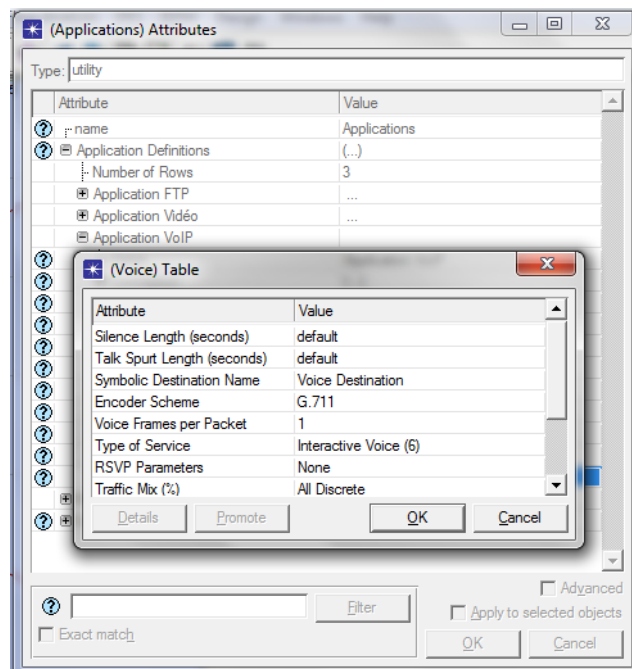 (Applications) Attributes
Type: utility
Attribute Value
name Applications
Application Definitions (...)
Number of Rows 3
Application FTP ...
Application Vidéo ...
Application VoIP
(Voice) Table
Attribute Value
Silence Length (seconds) default
Talk Spurt Length (seconds) default
Symbolic Destination Name Voice Destination
Encoder Scheme G.711
Voice Frames per Packet 1
Type of Service Interactive Voice (6)
RSVP Parameters None
Traffic Mix (%) All Discrete
Details Promote OK Cancel
Advanced
Filter
Apply to selected objects
Exact match
OK Cancel